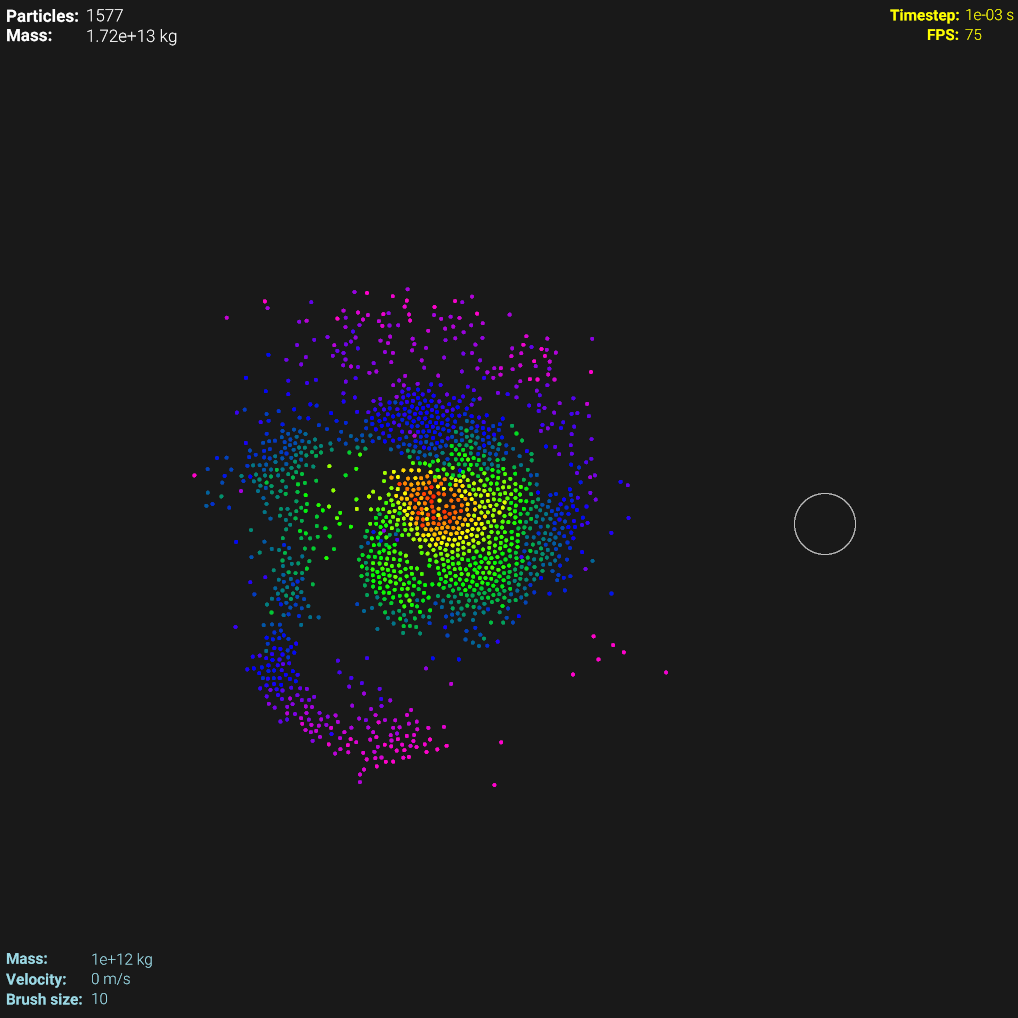 Particles: 1577
Mass: 1.72e+13 kg
Timestep: 1e-03 s
FPS: 75
Mass: 1e+12 kg
Velocity: 0 m/s
Brush size: 10